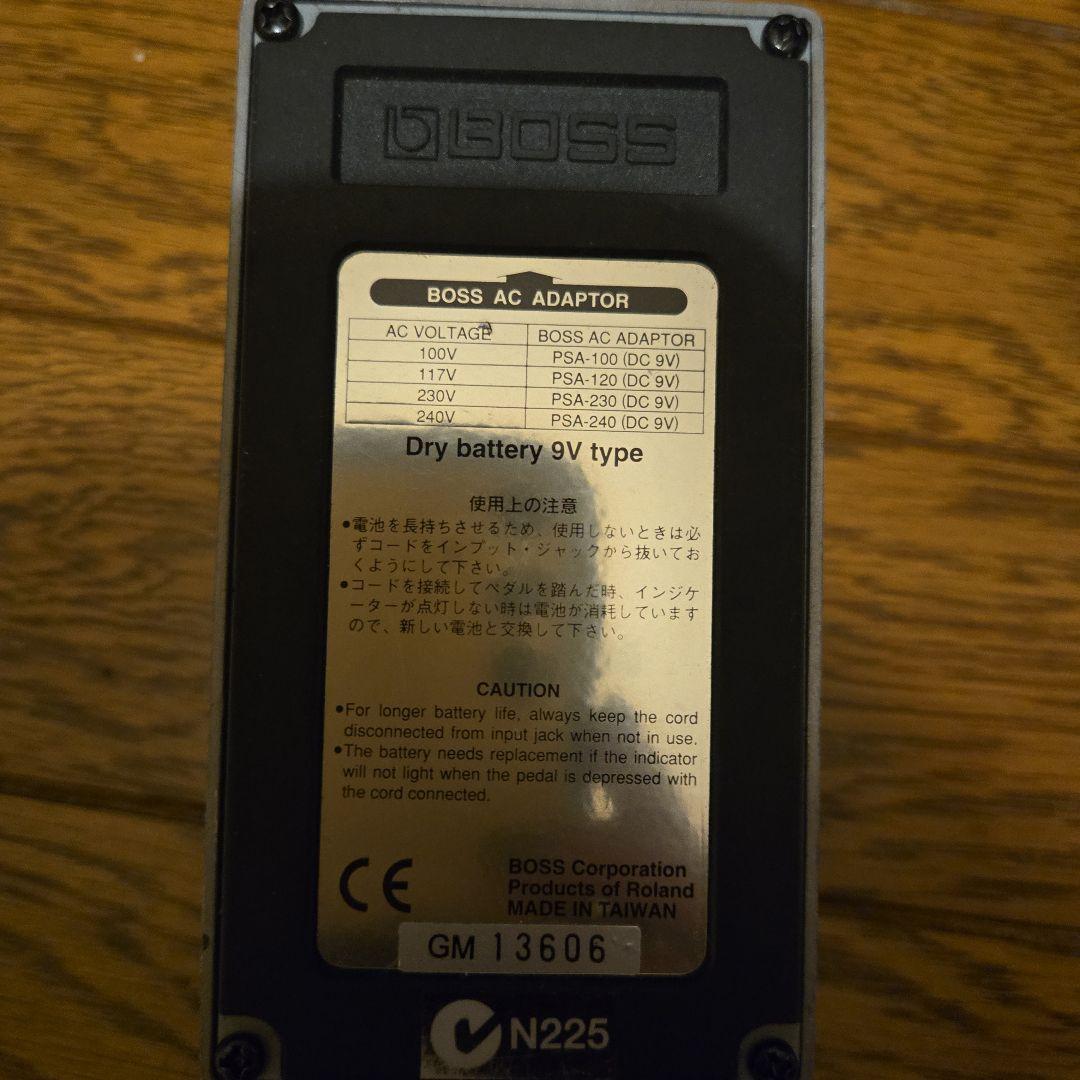 BOSS
BOSS AC ADAPTOR
AC VOLTAGE BOSS AC ADAPTOR
100V PSA-100 (DC 9V)
117V PSA-120 (DC 9V)
230V PSA-230 (DC 9V)
240V PSA-240 (DC 9V)
Dry battery 9V type
使用上の注意
●電池を長持ちさせるため、使用しないときは必
ずコードをインプット・ジャックから抜いてお
くようにして下さい。
●コードを接続してペダルを踏んだ時、インジケ
ーターが点灯しない時は電池が消耗しています
ので、新しい電池と交換して下さい。
CAUTION
●For longer battery life, always keep the cord
disconnected from input jack when not in use.
●The battery needs replacement if the indicator
will not light when the pedal is depressed with
the cord connected.
CE
BOSS Corporation
Products of Roland
MADE IN TAIWAN
GM 13606
N225